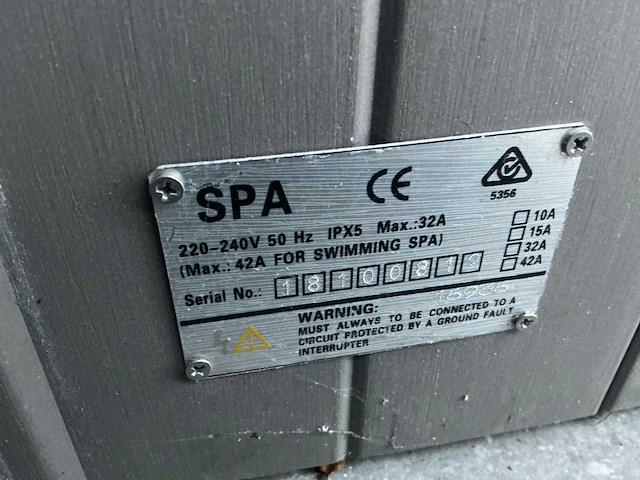 SPA CE
5356
220-240V 50 Hz IPX5 Max.:32A
(Max.: 42A FOR SWIMMING SPA)
10A
15A
32A
42A
Serial No.:
WARNING:
MUST ALWAYS TO BE CONNECTED TO A
CIRCUIT PROTECTED BY A GROUND FAULT
INTERRUPTER